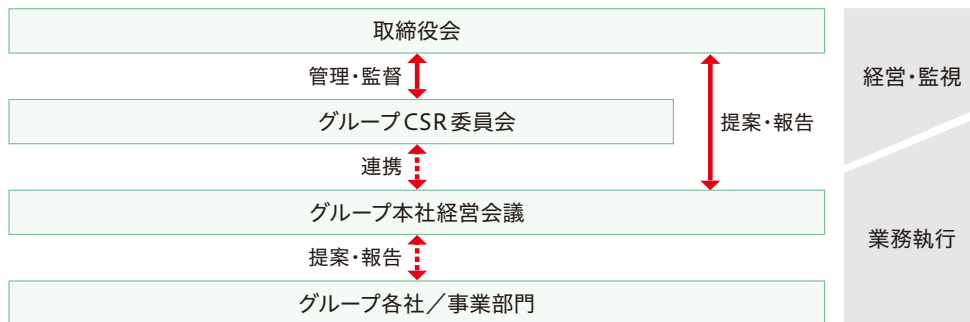 取締役会
管理・監督
グループCSR委員会
提案・報告
連携
グループ本社経営会議
提案・報告
グループ各社／事業部門
経営・監視
業務執行